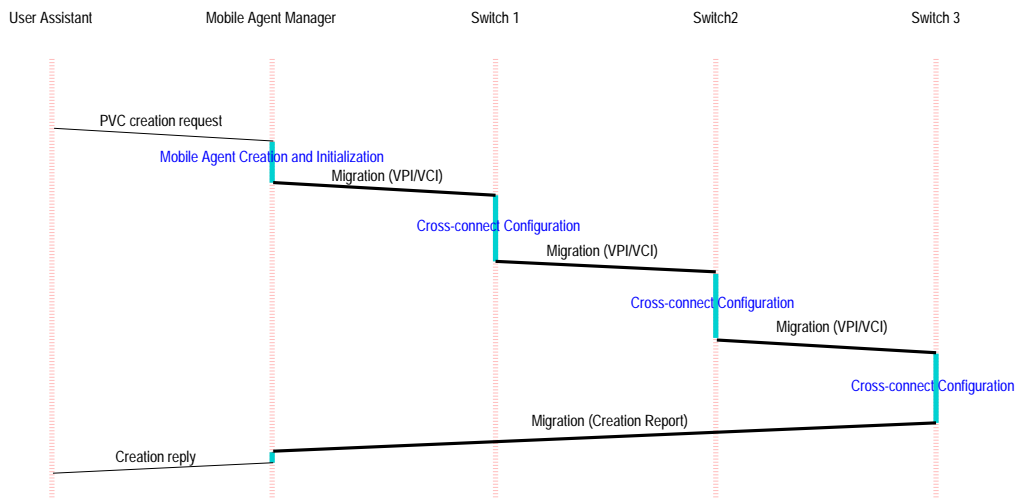 User Assistant
Mobile Agent Manager
Switch 1
Switch2
Switch 3
PVC creation request
Mobile Agent Creation and Initialization
Migration (VPI/VCI)
Cross-connect Configuration
Migration (VPI/VCI)
Cross-connect Configuration
Migration (VPI/VCI)
Cross-connect Configuration
Migration (Creation Report)
Creation reply